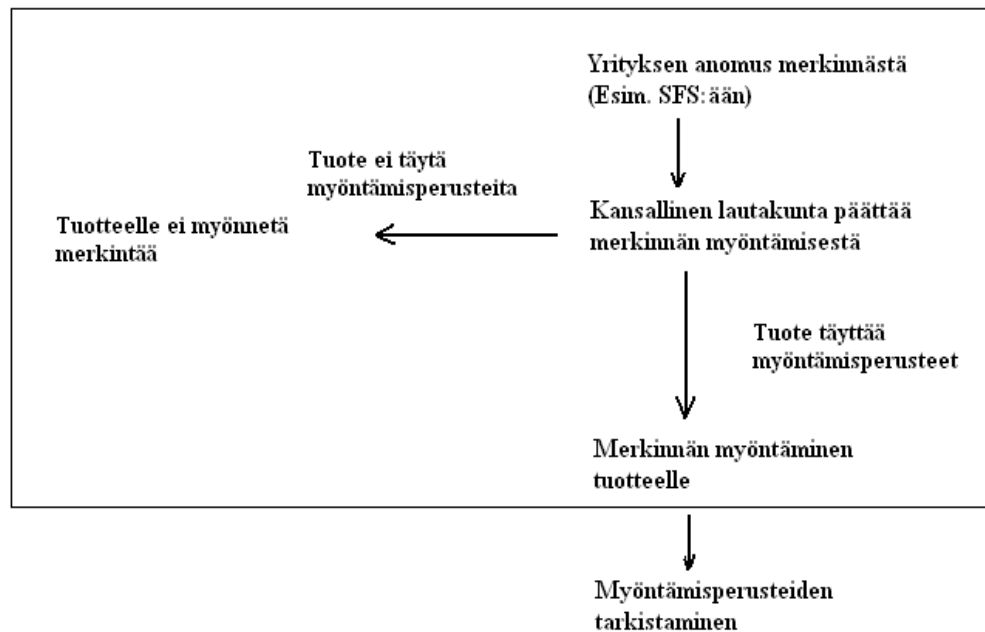 Yrityksen anomus merkinnästä
(Esim. SFS:ään)
Tuote ei täytä
myöntämisperusteita
Kansallinen lautakunta päättää
merkinnän myöntämisestä
Tuotteelle ei myönnetä
merkintää
Tuote täyttää
myöntämisperusteet
Merkinnän myöntäminen
tuotteelle
Myöntämisperusteiden
tarkistaminen